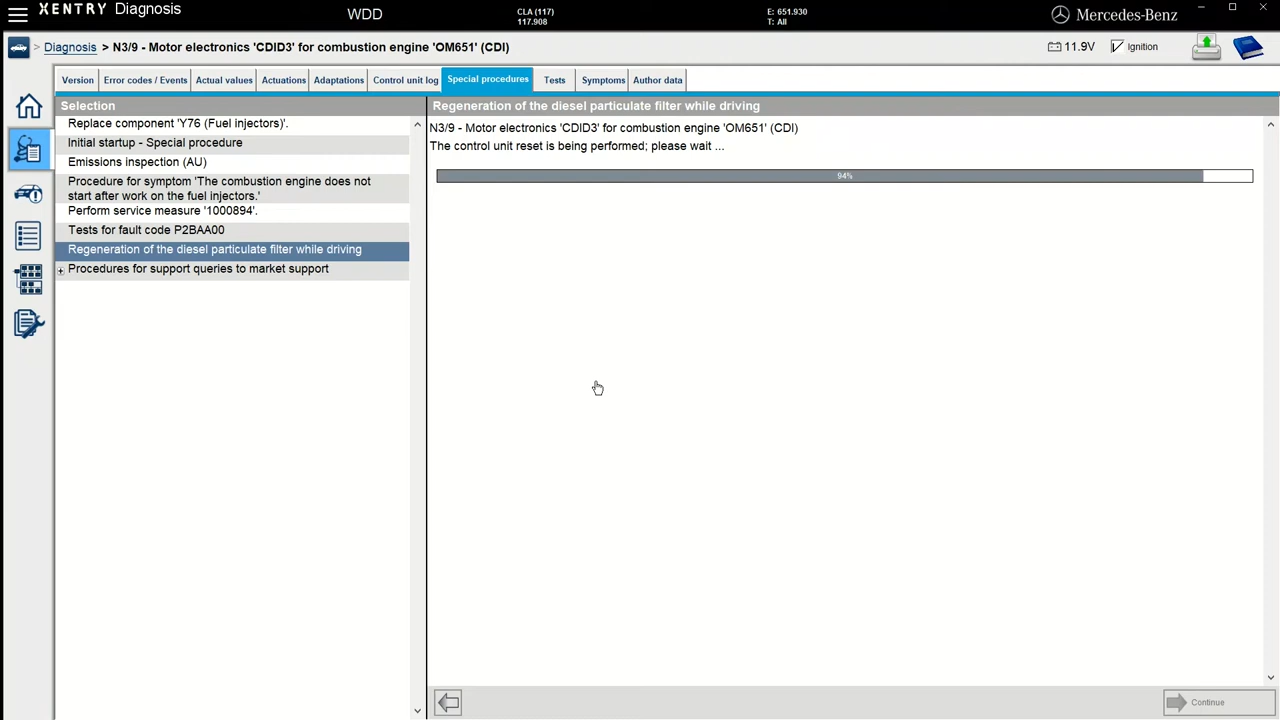 XENTRY Diagnosis
WDD
CLA (117)
117.908
E: 651.930
T: All
Mercedes-Benz
Diagnosis > N3/9 - Motor electronics 'CDID3' for combustion engine 'OM651' (CDI)
11.9V
Ignition
Version
Error codes / Events
Actual values
Actuations
Adaptations
Control unit log
Special procedures
Tests
Symptoms
Author data
Selection
Replace component 'Y76 (Fuel injectors)'.
Initial startup - Special procedure
Emissions inspection (AU)
Procedure for symptom 'The combustion engine does not
start after work on the fuel injectors.'
Perform service measure '1000894'.
Tests for fault code P2BAA00
Regeneration of the diesel particulate filter while driving
Procedures for support queries to market support
Regeneration of the diesel particulate filter while driving
N3/9 - Motor electronics 'CDID3' for combustion engine 'OM651' (CDI)
The control unit reset is being performed; please wait ...
94%
Continue